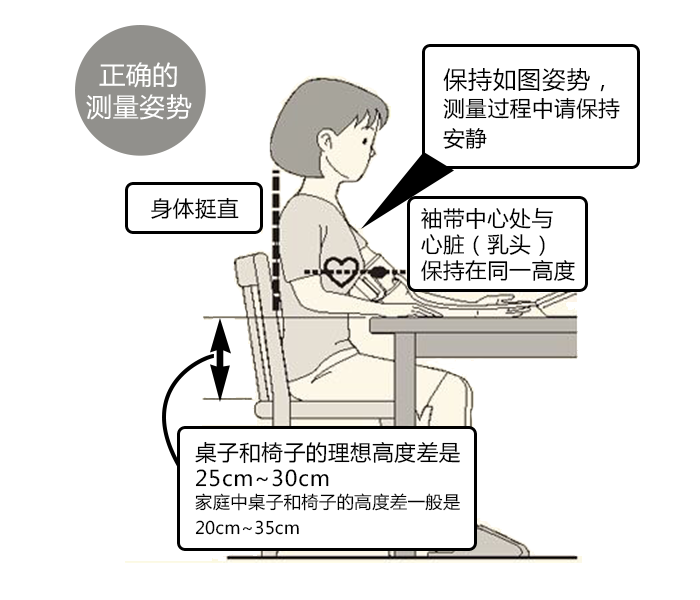 正确的
测量姿势
保持如图姿势，
测量过程中请保持
安静
身体挺直
袖带中心处与
心脏（乳头）
保持在同一高度
桌子和椅子的理想高度差是
25cm~30cm
家庭中桌子和椅子的高度差一般是
20cm~35cm